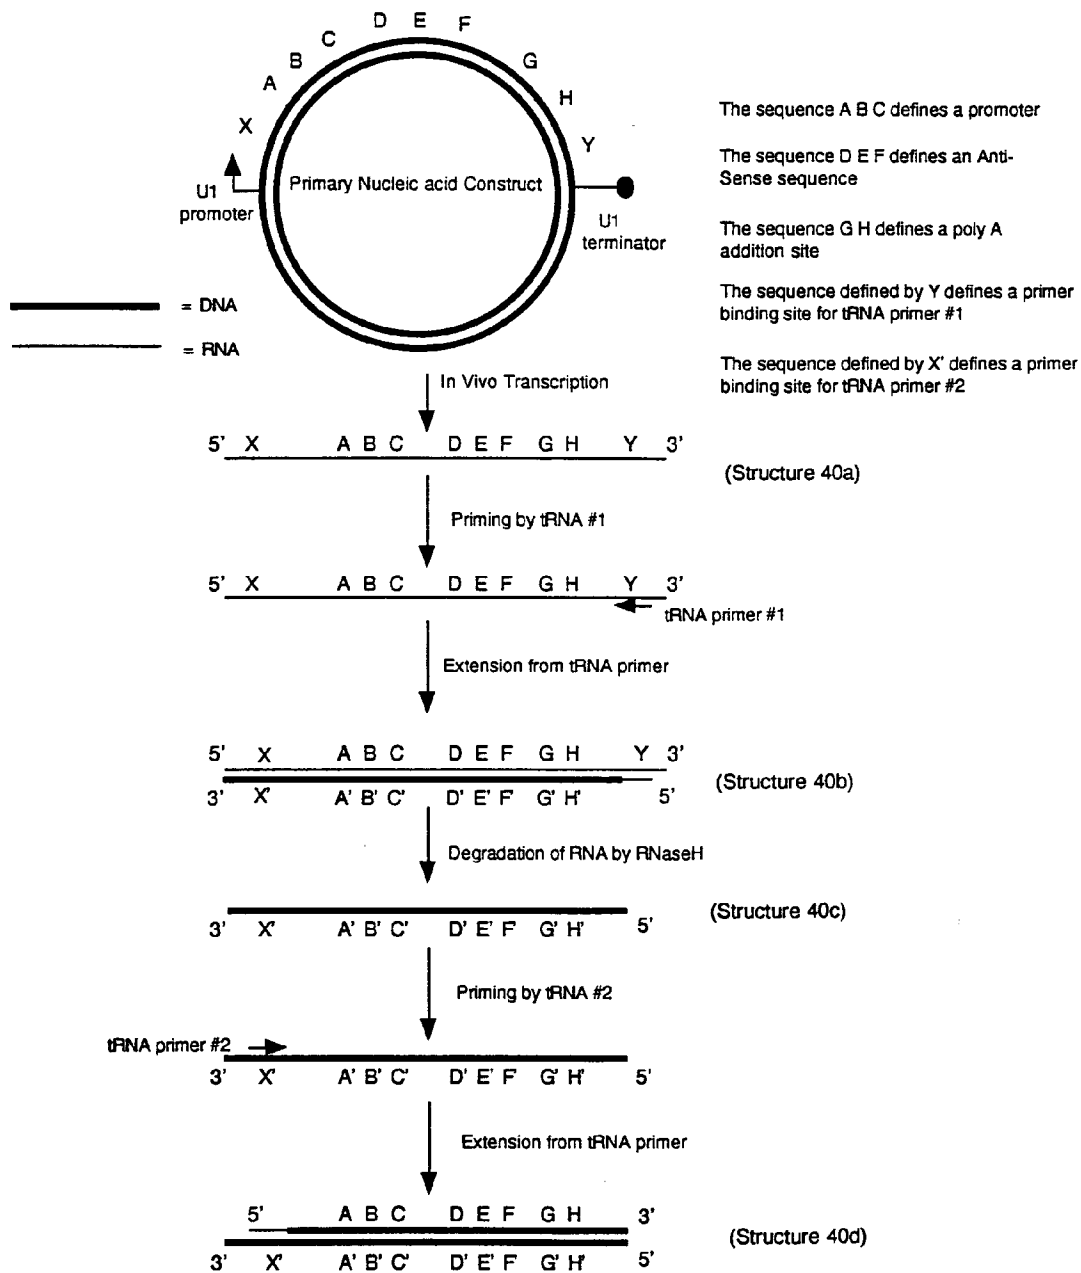 D E F
C
B
G
A
H
X
Y
Primary Nucleic acid Construct
U1
promoter
U1
terminator
The sequence A B C defines a promoter
The sequence D E F defines an Anti-
Sense sequence
The sequence G H defines a poly A
addition site
The sequence defined by Y defines a primer
binding site for tRNA primer #1
The sequence defined by X' defines a primer
binding site for tRNA primer #2
= DNA
= RNA
In Vivo Transcription
5' X A B C D E F G H Y 3'
(Structure 40a)
Priming by tRNA #1
5' X A B C D E F G H Y 3'
tRNA primer #1
Extension from tRNA primer
5' X A B C D E F G H Y 3'
(Structure 40b)
3' X' A' B' C' D' E' F' G' H' 5'
Degradation of RNA by RNaseH
(Structure 40c)
3' X' A' B' C' D' E' F' G' H' 5'
Priming by tRNA #2
tRNA primer #2
3' X' A' B' C' D' E' F' G' H' 5'
Extension from tRNA primer
5' A B C D E F G H 3'
(Structure 40d)
3' X' A' B' C' D' E' F' G' H' 5'